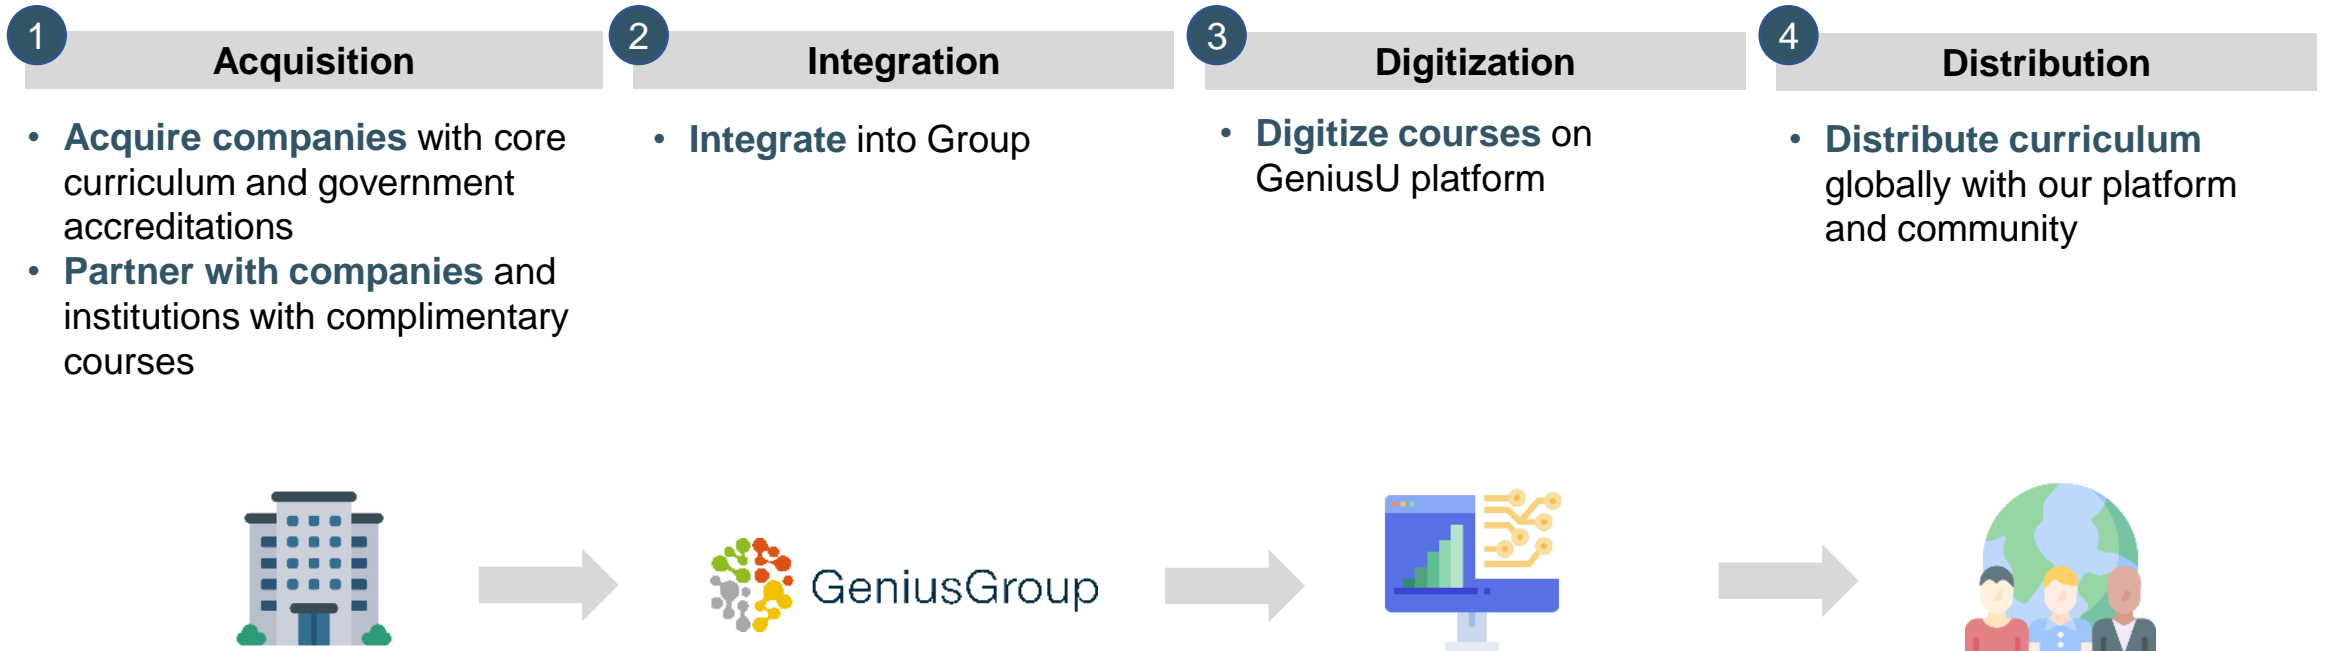 1
Acquisition
• Acquire companies with core
curriculum and government
accreditations
• Partner with companies and
institutions with complimentary
courses
2
Integration
• Integrate into Group
3
Digitization
• Digitize courses on
GeniusU platform
4
Distribution
• Distribute curriculum
globally with our platform
and community
GeniusGroup